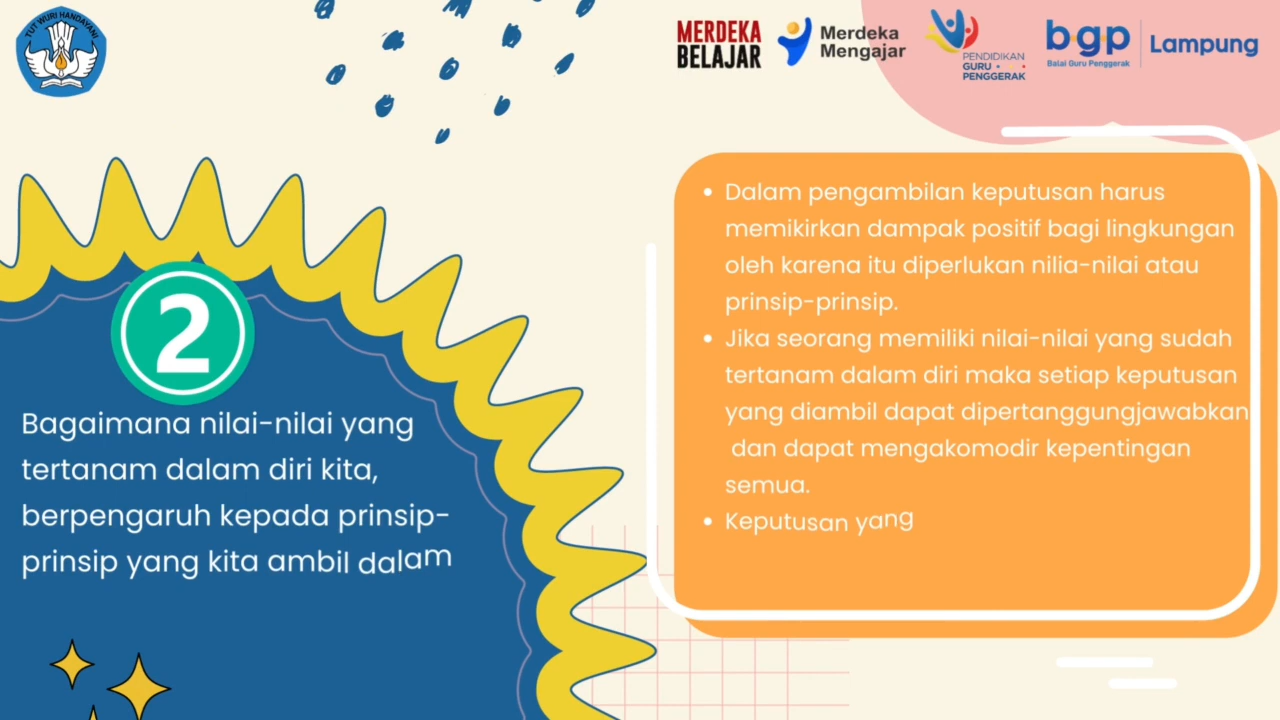 TUT WURI HANDAYANI
MERDEKA
BELAJAR
Merdeka
Mengajar
PENDIDIKAN
GURU
PENGGERAK
bgp
Balai Guru Penggerak
Lampung
2
Bagaimana nilai-nilai yang
tertanam dalam diri kita,
berpengaruh kepada prinsip-
prinsip yang kita ambil dalam
• Dalam pengambilan keputusan harus
memikirkan dampak positif bagi lingkungan
oleh karena itu diperlukan nilia-nilai atau
prinsip-prinsip.
• Jika seorang memiliki nilai-nilai yang sudah
tertanam dalam diri maka setiap keputusan
yang diambil dapat dipertanggungjawabkan
dan dapat mengakomodir kepentingan
semua.
• Keputusan yang